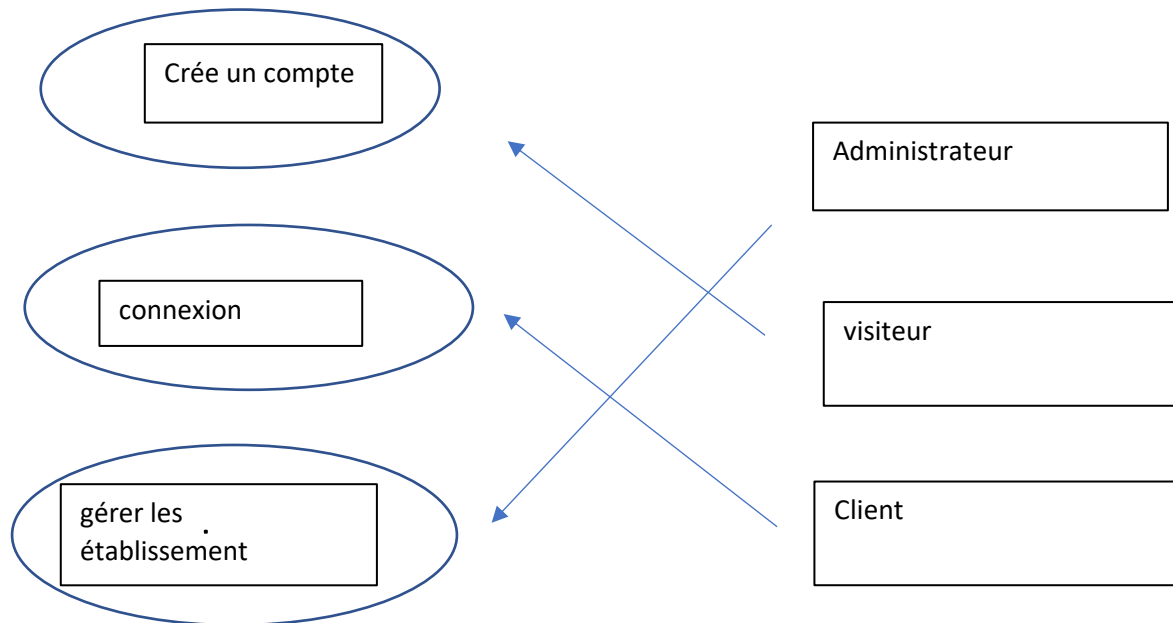 Crée un compte
Administrateur
connexion
visiteur
gérer les
établissement
Client